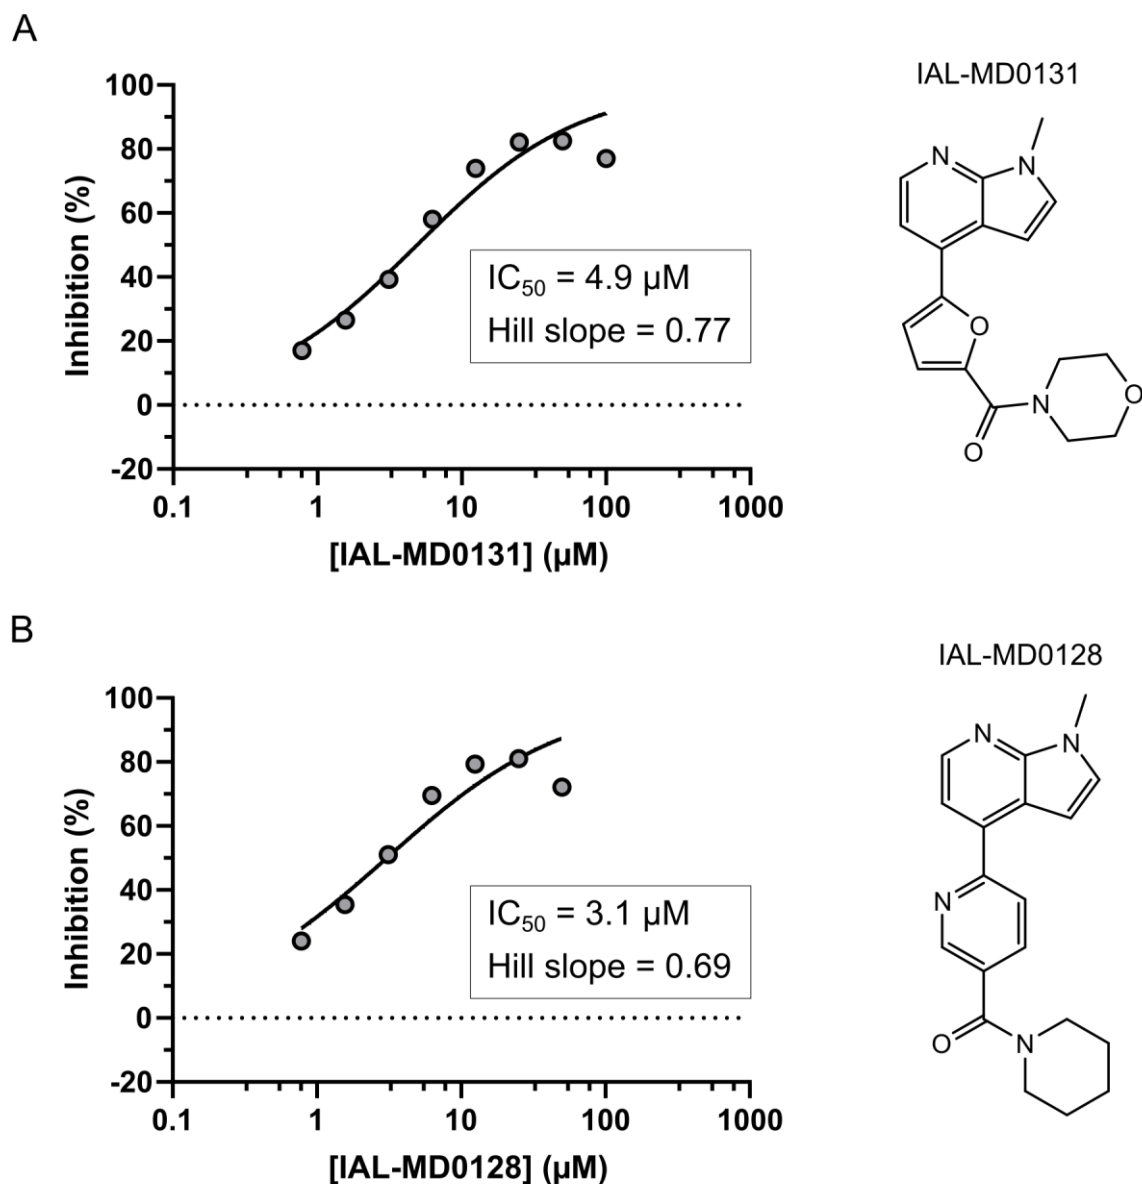 A
IAL-MD0131
100
80
60
40
20
0
-20
Inhibition (%)
IC50 = 4.9 µM
Hill slope = 0.77
0.1 1 10 100 1000
[IAL-MD0131] (µM)
N
N
O
O
N
O
B
IAL-MD0128
100
80
60
40
20
0
-20
Inhibition (%)
IC50 = 3.1 µM
Hill slope = 0.69
0.1 1 10 100 1000
[IAL-MD0128] (µM)
N
N
N
O
N